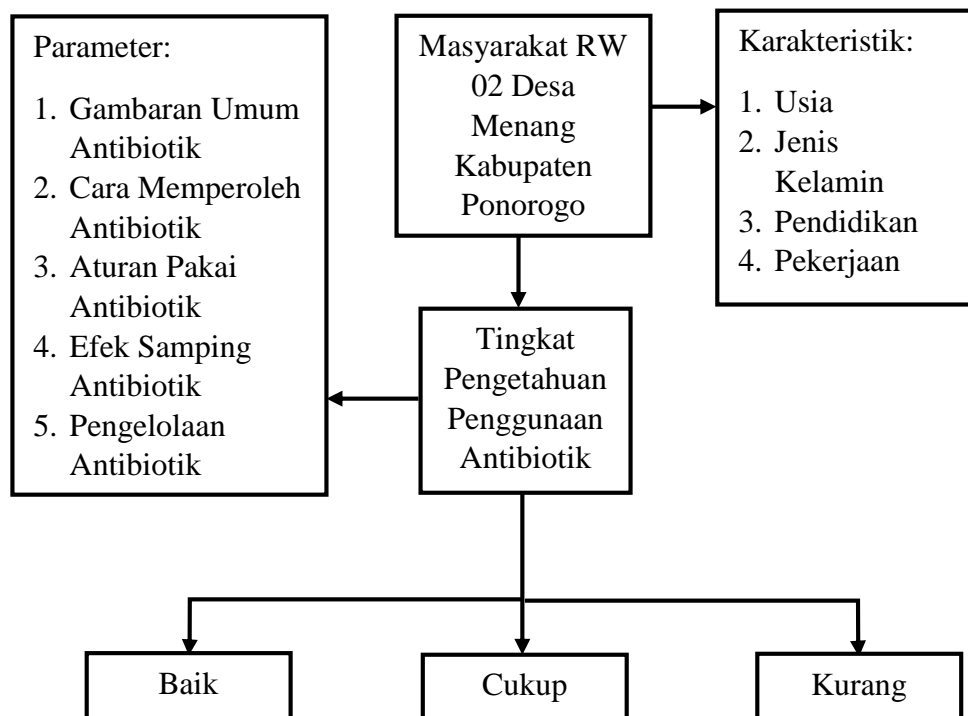 Parameter:
1. Gambaran Umum
Antibiotik
2. Cara Memperoleh
Antibiotik
3. Aturan Pakai
Antibiotik
4. Efek Samping
Antibiotik
5. Pengelolaan
Antibiotik
Masyarakat RW
02 Desa
Menang
Kabupaten
Ponorogo
Karakteristik:
1. Usia
2. Jenis
Kelamin
3. Pendidikan
4. Pekerjaan
Tingkat
Pengetahuan
Penggunaan
Antibiotik
Baik
Cukup
Kurang